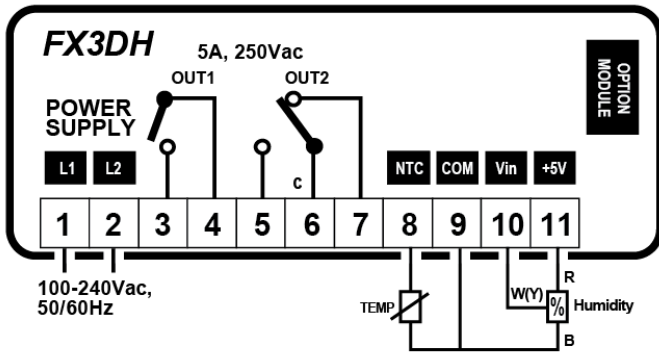 FX3DH
5A, 250Vac
OUT1
OUT2
OPTION
MODULE
POWER
SUPPLY
L1
L2
C
NTC
COM
Vin
+5V
1
2
3
4
5
6
7
8
9
10
11
100-240Vac,
50/60Hz
TEMP
W(Y)
R
%
Humidity
B